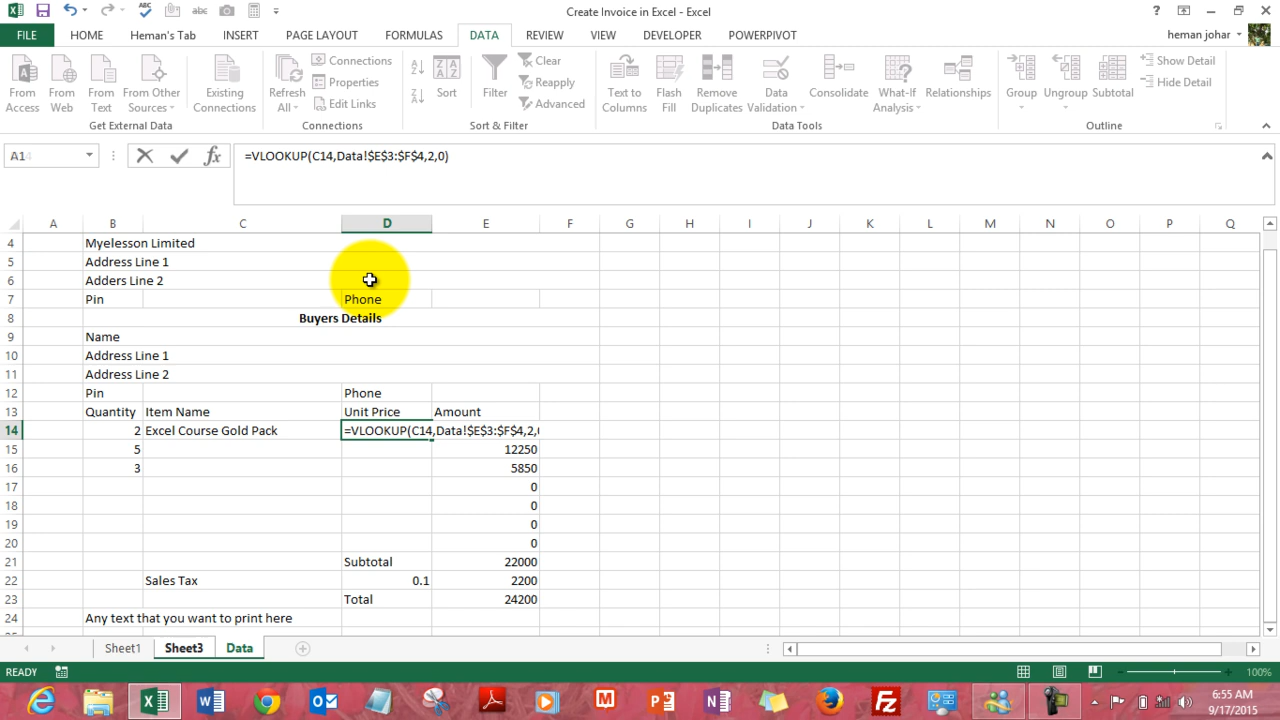 Create Invoice in Excel - Excel
FILE HOME Heman's Tab INSERT PAGE LAYOUT FORMULAS DATA REVIEW VIEW DEVELOPER POWERPIVOT heman johar
From Access From Web From Text From Other Sources Existing Connections Refresh All Connections Properties Edit Links Sort Filter Clear Reapply Advanced Text to Columns Flash Fill Remove Duplicates Data Validation Consolidate What-If Analysis Relationships Group Ungroup Subtotal Show Detail Hide Detail
Get External Data Connections Sort & Filter Data Tools Outline
A14 fx =VLOOKUP(C14,Data!$E$3:$F$4,2,0)
A B C D E F G H I J K L M N O P Q
4 Myelesson Limited
5 Address Line 1
6 Adders Line 2
7 Pin Phone
8 Buyers Details
9 Name
10 Address Line 1
11 Address Line 2
12 Pin Phone
13 Quantity Item Name Unit Price Amount
14 2 Excel Course Gold Pack =VLOOKUP(C14,Data!$E$3:$F$4,2,
15 5 12250
16 3 5850
17 0
18 0
19 0
20 0
21 Subtotal 22000
22 Sales Tax 0.1 2200
23 Total 24200
24 Any text that you want to print here
Sheet1 Sheet3 Data
READY 100%
6:55 AM
9/17/2015